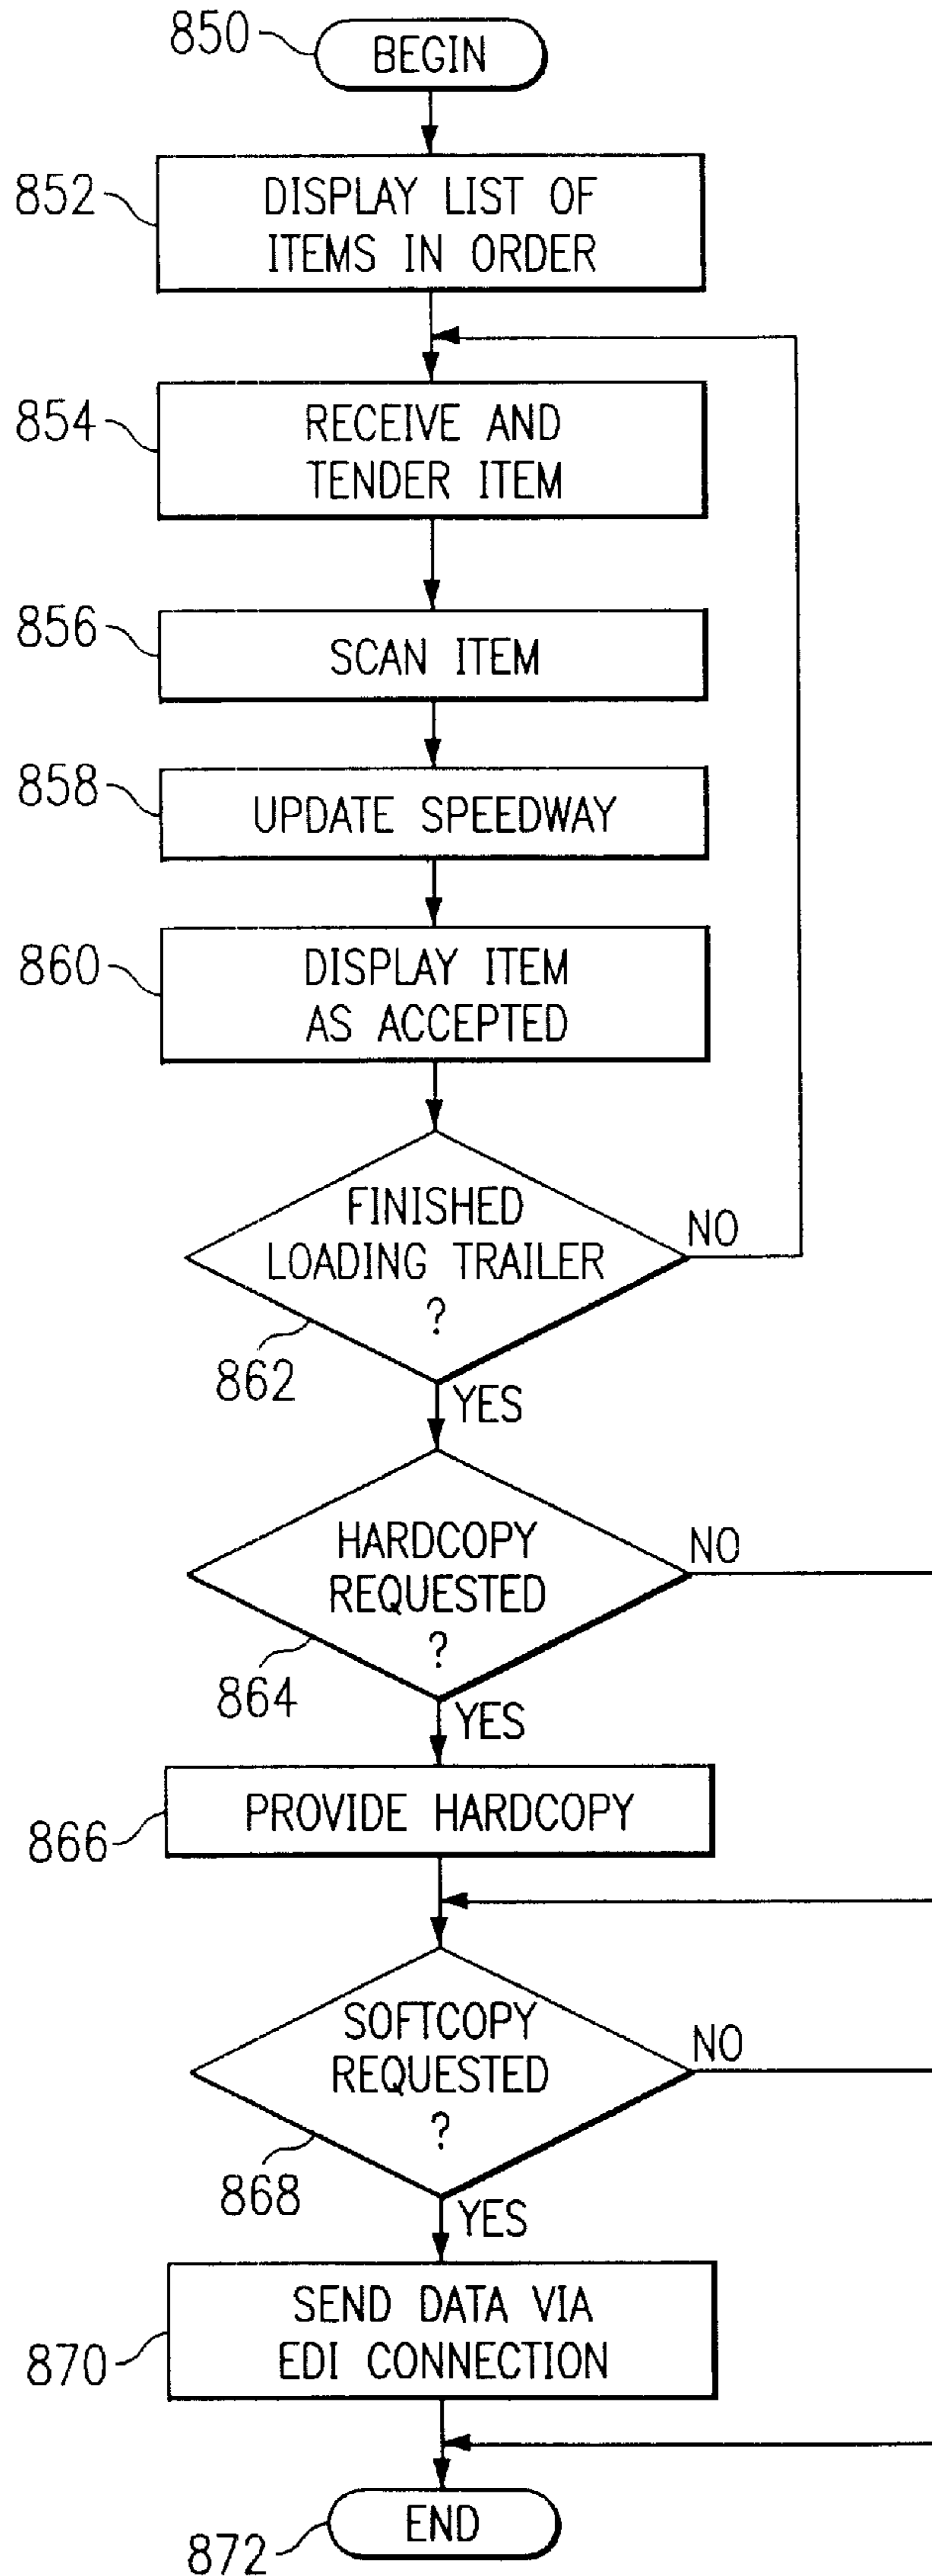 850
BEGIN
852
DISPLAY LIST OF
ITEMS IN ORDER
854
RECEIVE AND
TENDER ITEM
856
SCAN ITEM
858
UPDATE SPEEDWAY
860
DISPLAY ITEM
AS ACCEPTED
FINISHED
LOADING TRAILER
?
NO
862
YES
HARDCOPY
REQUESTED
?
NO
864
YES
866
PROVIDE HARDCOPY
SOFTCOPY
REQUESTED
?
NO
868
YES
870
SEND DATA VIA
EDI CONNECTION
872
END